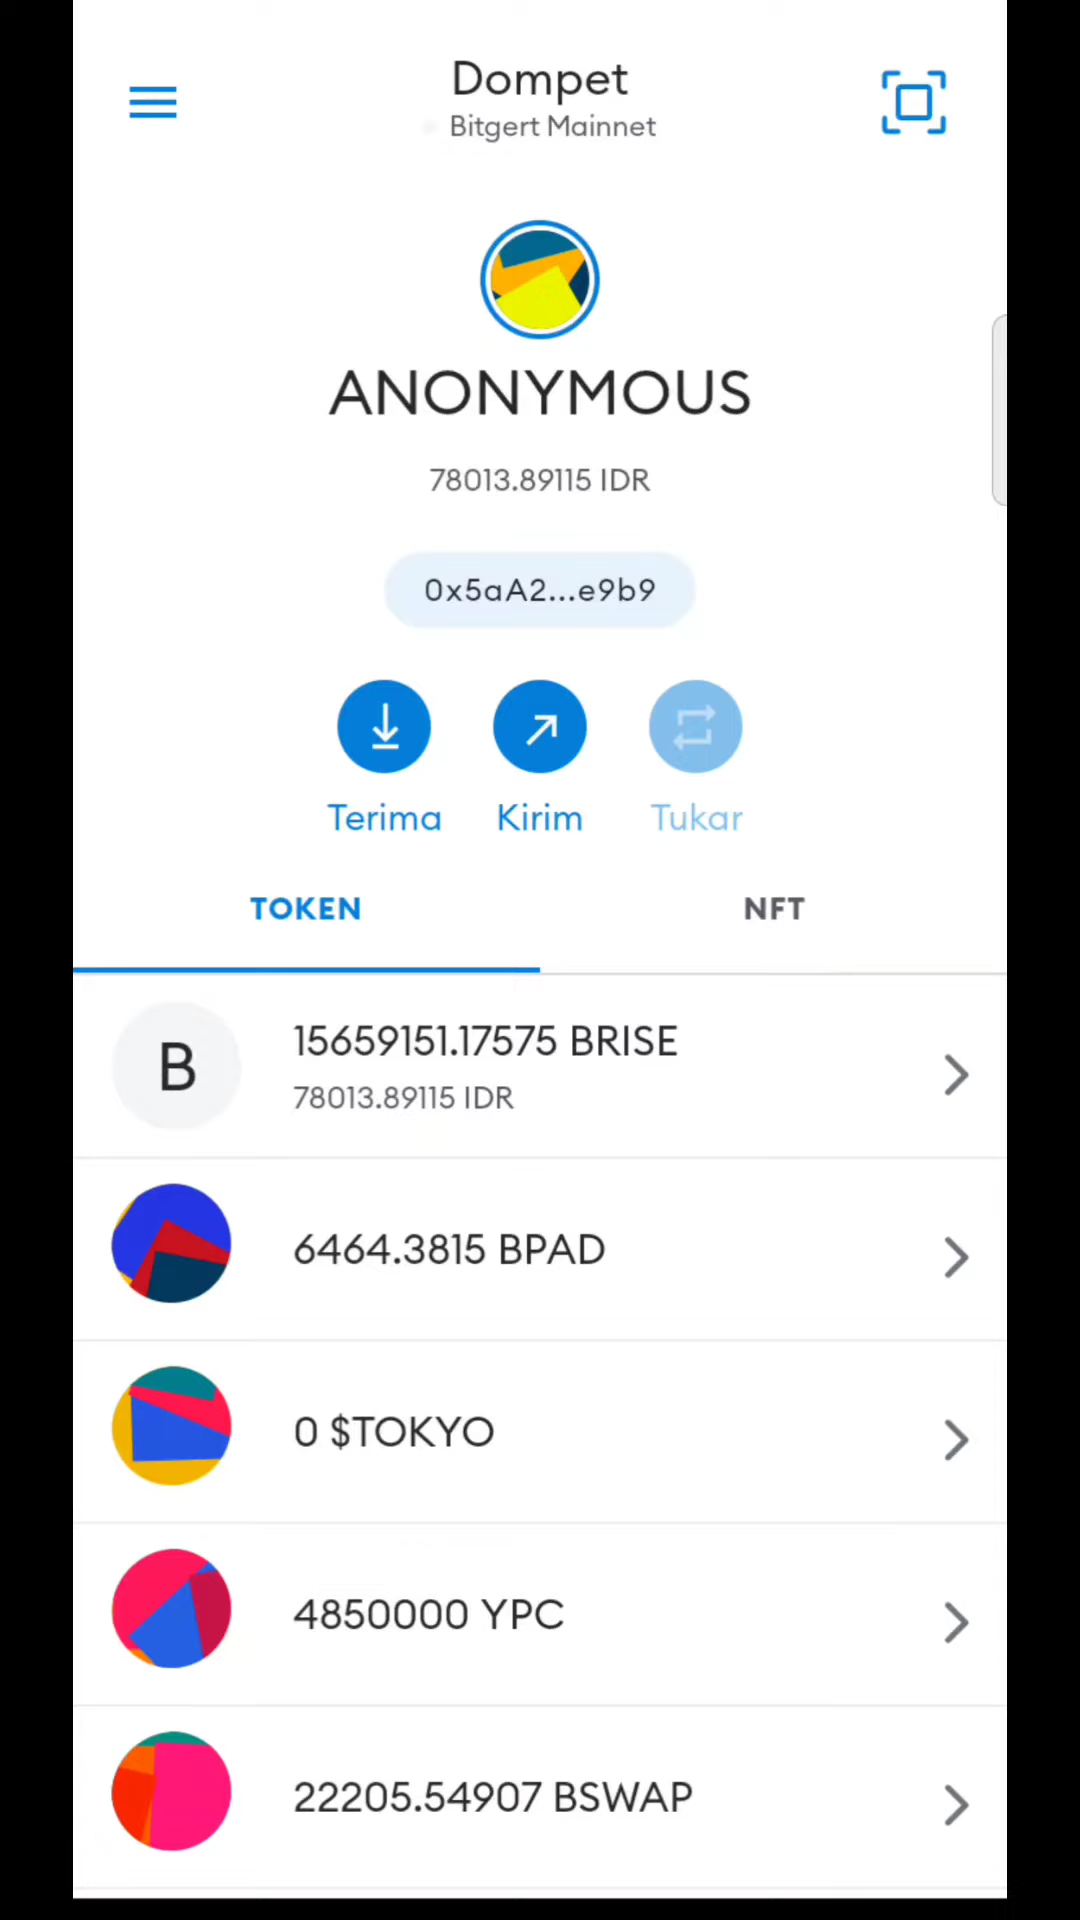 Dompet
Bitgert Mainnet
ANONYMOUS
78013.89115 IDR
0x5aA2...e9b9
Terima
Kirim
Tukar
TOKEN
NFT
B
15659151.17575 BRISE
78013.89115 IDR
6464.3815 BPAD
0 $TOKYO
4850000 YPC
22205.54907 BSWAP